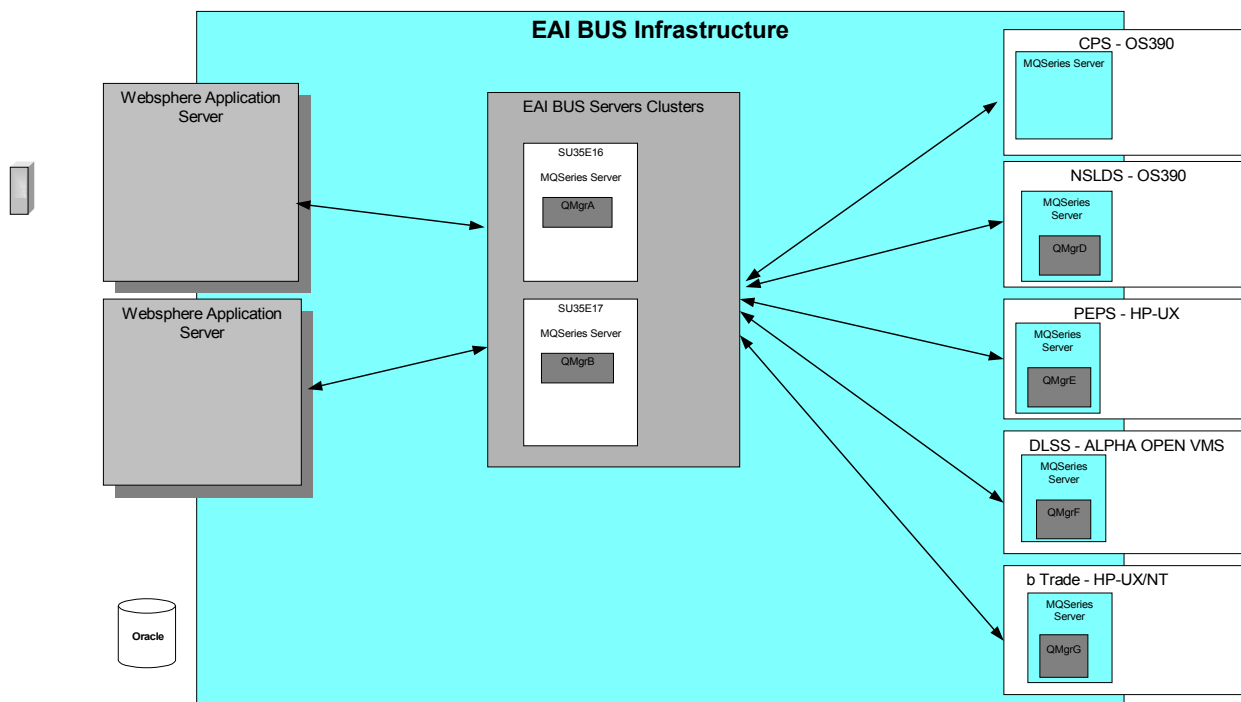 EAI BUS Infrastructure
Websphere Application
Server
Websphere Application
Server
Oracle
EAI BUS Servers Clusters
SU35E16
MQSeries Server
QMgrA
SU35E17
MQSeries Server
QMgrB
CPS - OS390
MQSeries Server
NSLDS - OS390
MQSeries
Server
QMgrD
PEPS - HP-UX
MQSeries
Server
QMgrE
DLSS - ALPHA OPEN VMS
MQSeries
Server
QMgrF
b Trade - HP-UX/NT
MQSeries
Server
QMgrG